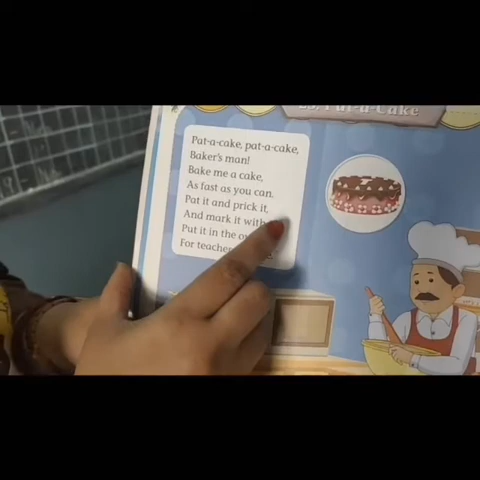 Pat-a-Cake
Pat-a-cake, pat-a-cake,
Baker's man!
Bake me a cake,
As fast as you can.
Pat it and prick it,
And mark it with
Put it in the
For teacher